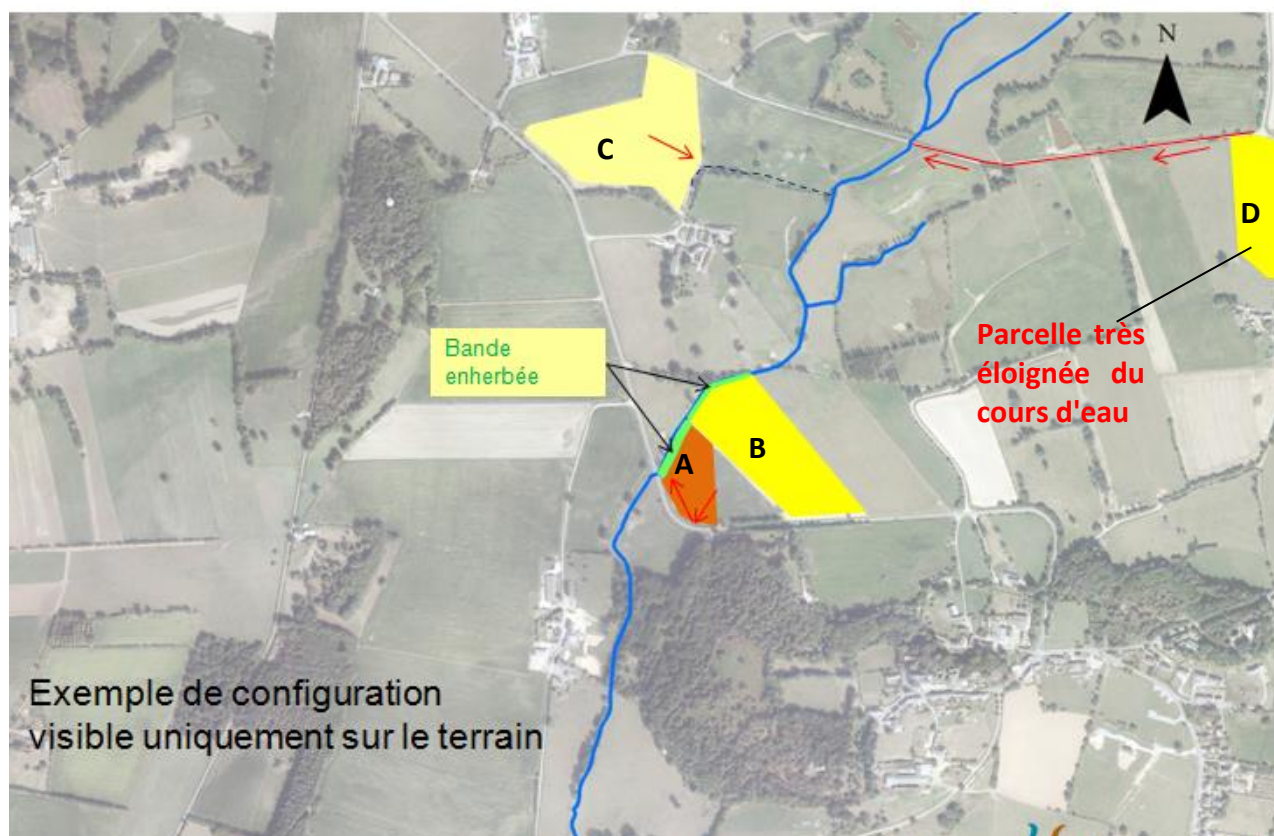 N
C
D
Parcelle très
éloignée du
cours d'eau
Bande
enherbée
B
A
Exemple de configuration
visible uniquement sur le terrain